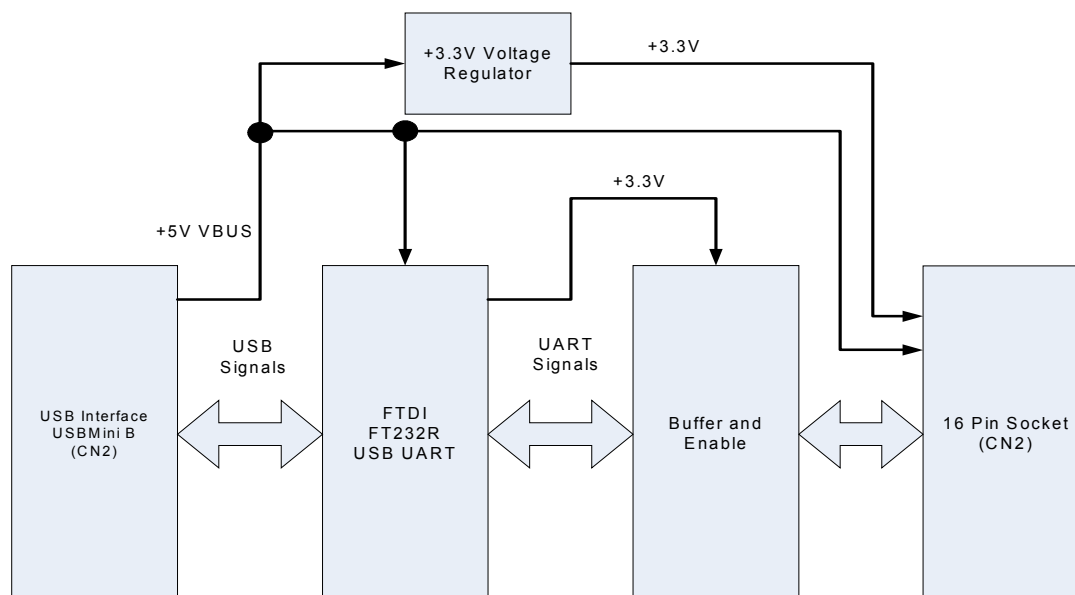 +3.3V Voltage
Regulator
+3.3V
+3.3V
+5V VBUS
USB
Signals
UART
Signals
USB Interface
USBMini B
(CN2)
FTDI
FT232R
USB UART
Buffer and
Enable
16 Pin Socket
(CN2)